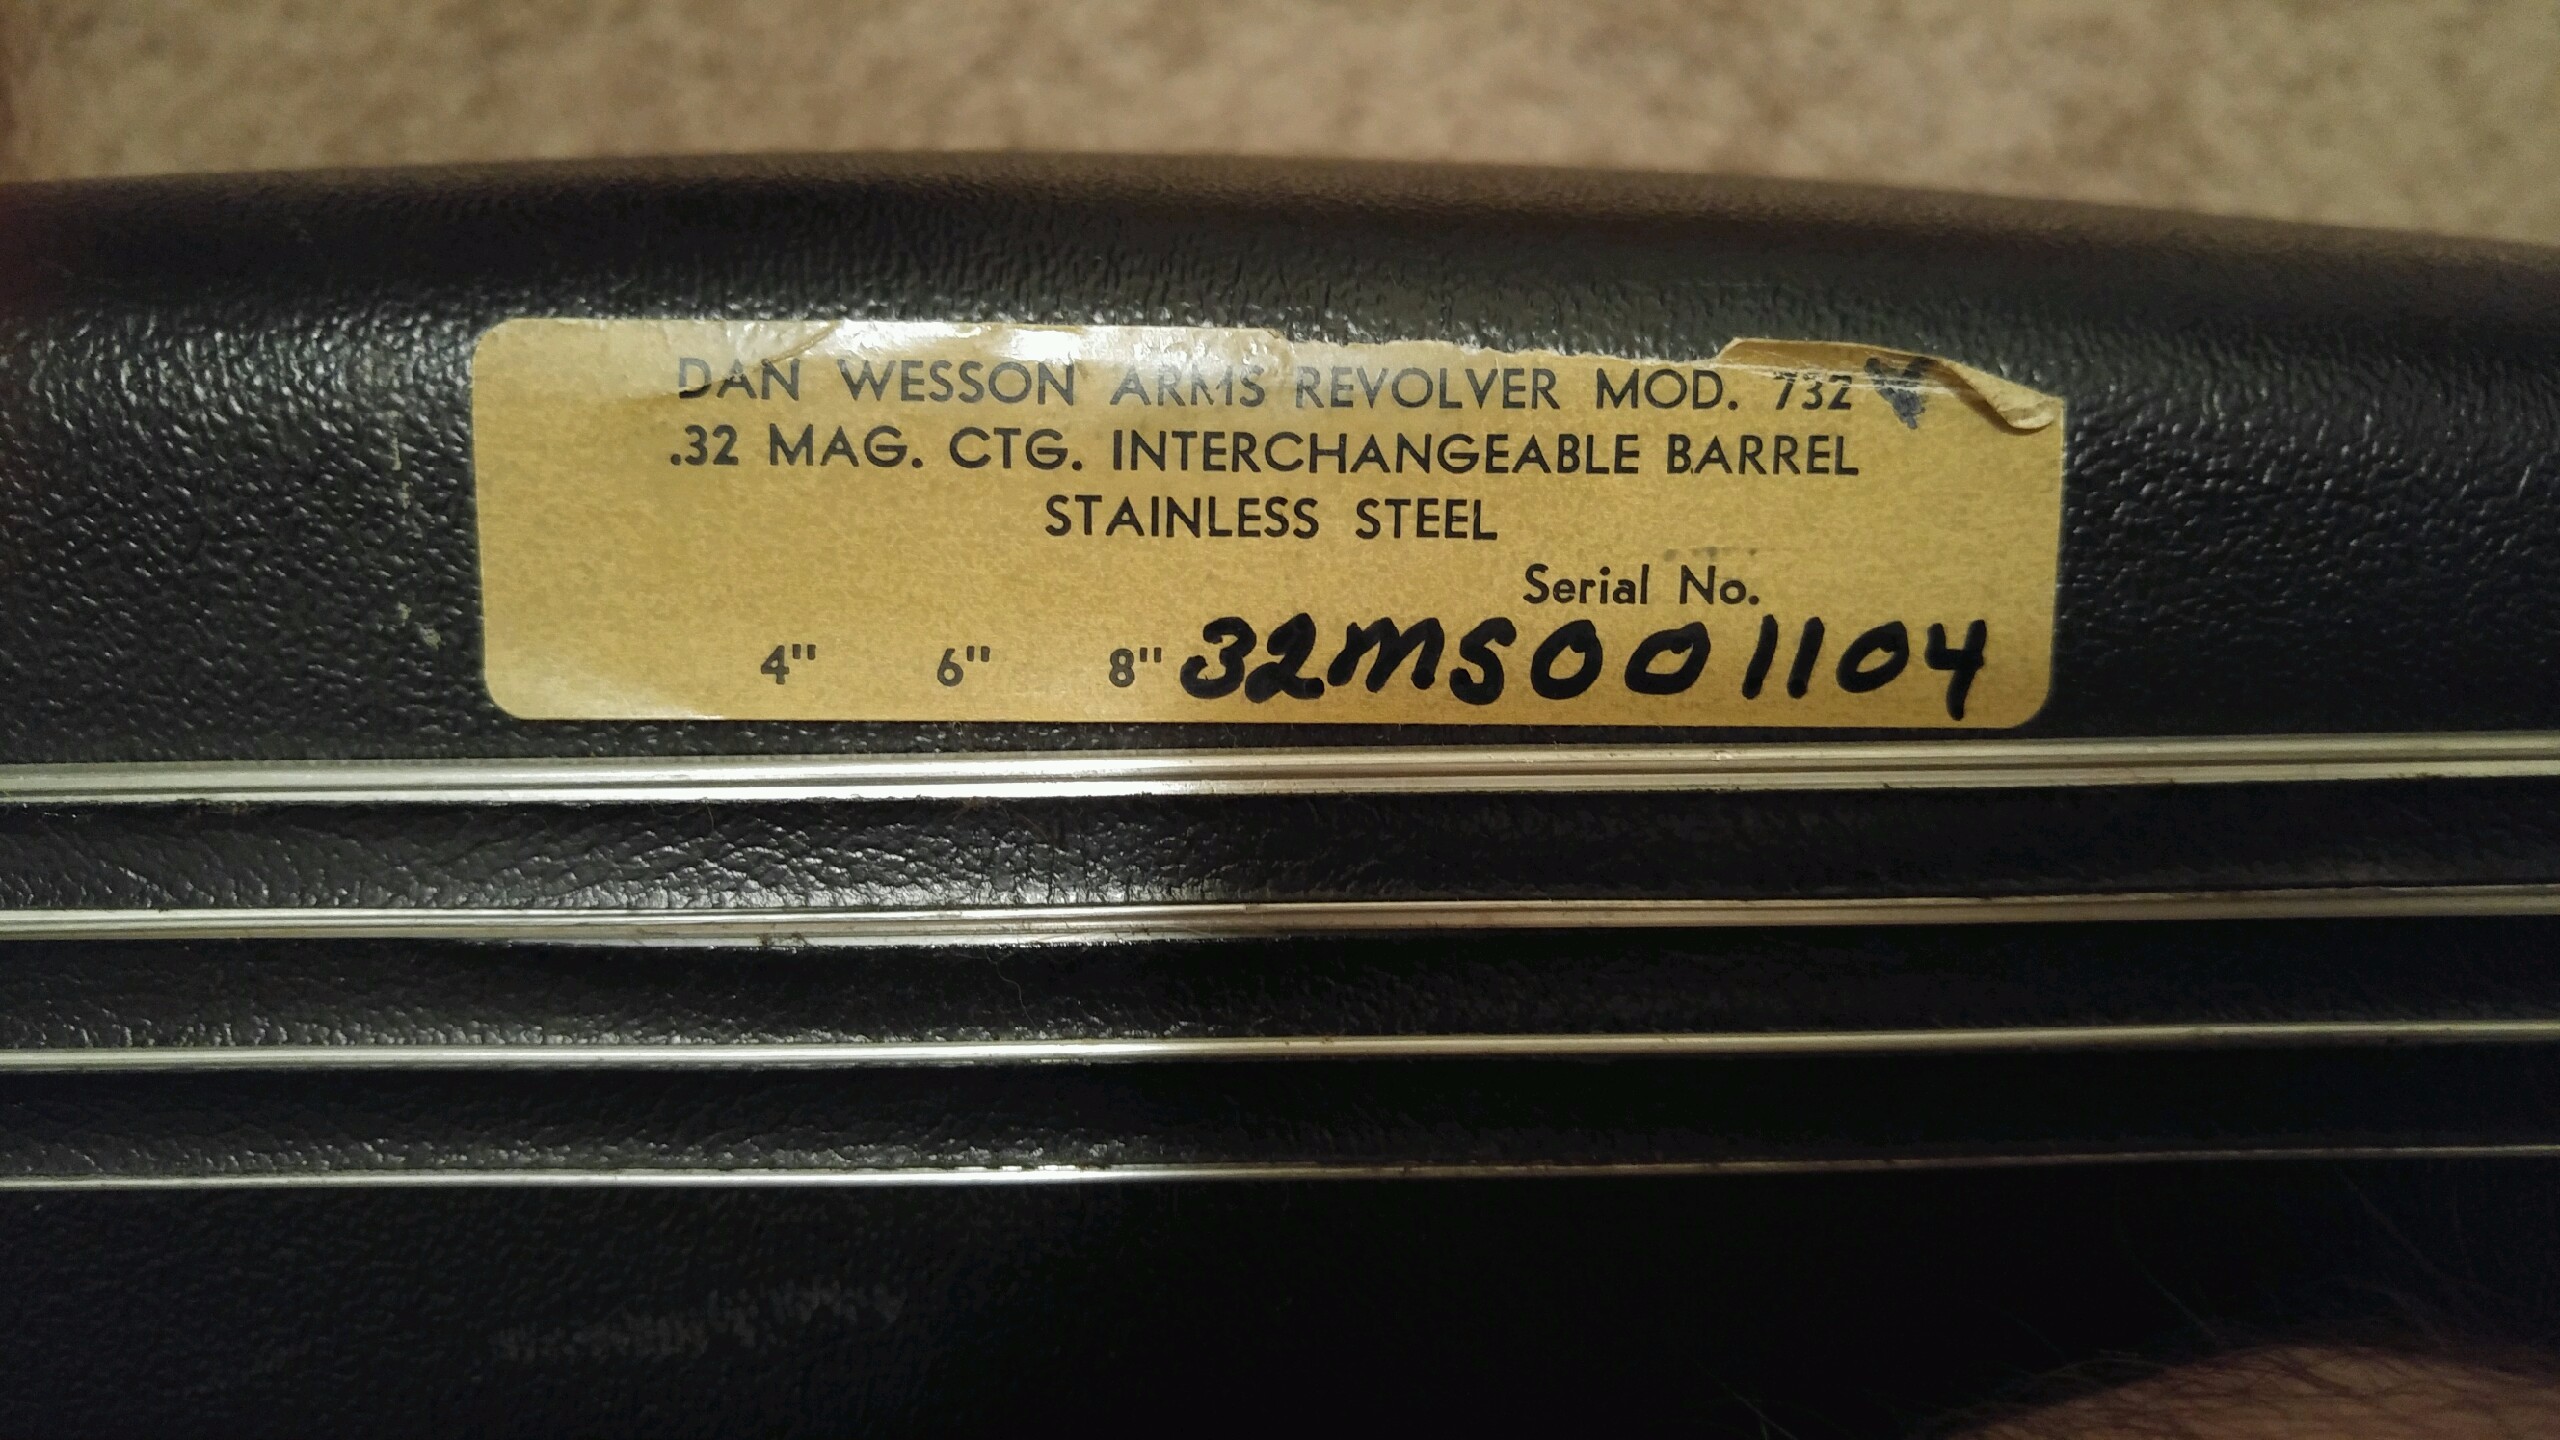 DAN WESSON ARMS REVOLVER MOD. 732
.32 MAG. CTG. INTERCHANGEABLE BARREL
STAINLESS STEEL
Serial No.
4" 6" 8" 32MS001104